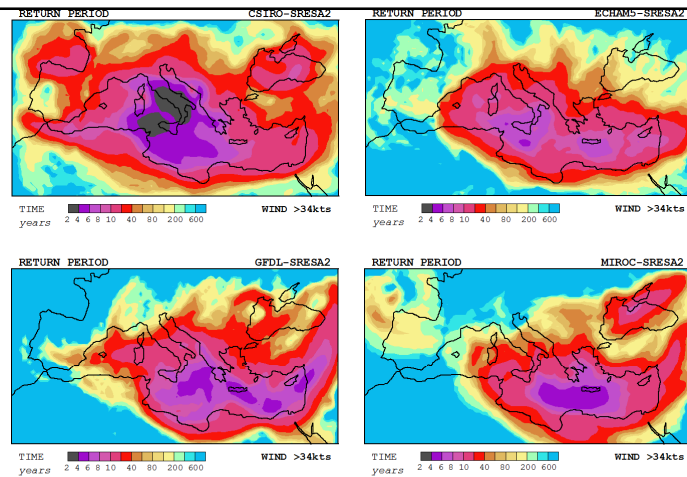 RETURN PERIOD CSIRO-SRESA2
TIME years 2 4 6 8 10 40 80 200 600 WIND >34kts
RETURN PERIOD ECHAM5-SRESA2
TIME years 2 4 6 8 10 40 80 200 600 WIND >34kts
RETURN PERIOD GFDL-SRESA2
TIME years 2 4 6 8 10 40 80 200 600 WIND >34kts
RETURN PERIOD MIROC-SRESA2
TIME years 2 4 6 8 10 40 80 200 600 WIND >34kts